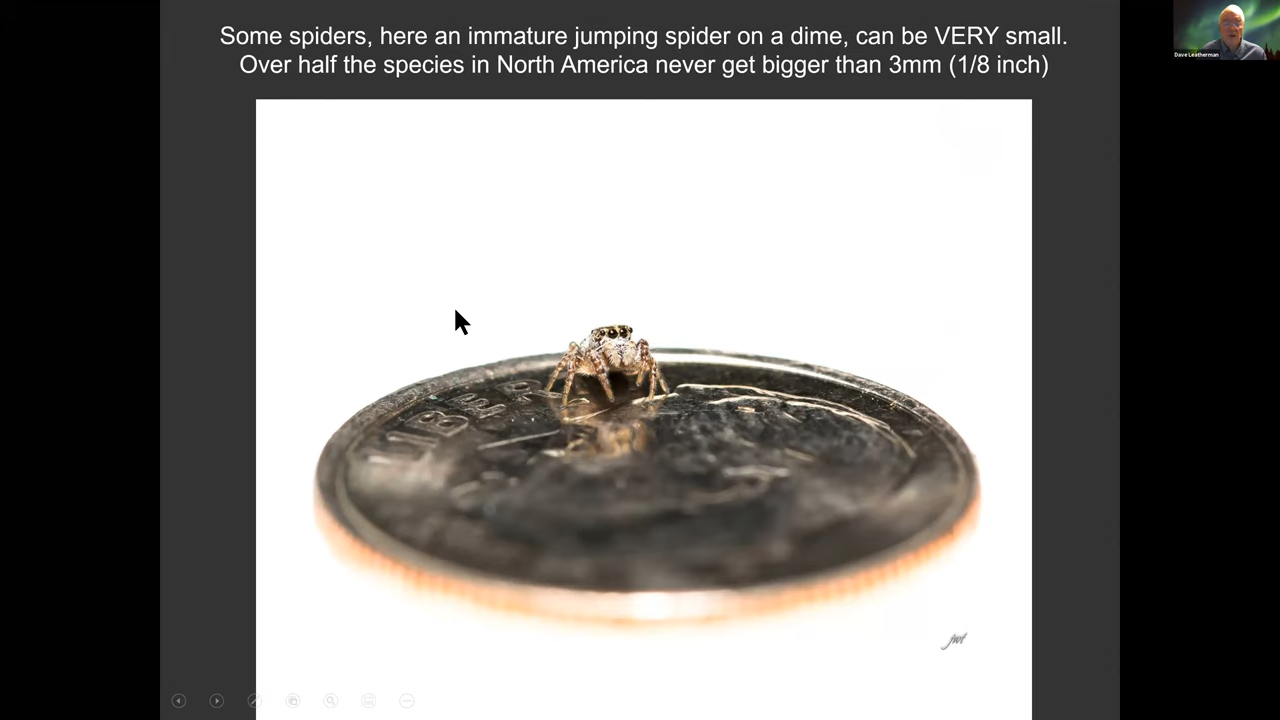 Some spiders, here an immature jumping spider on a dime, can be VERY small.
Over half the species in North America never get bigger than 3mm (1/8 inch)
Dave Leatherman
LIBER
jwt